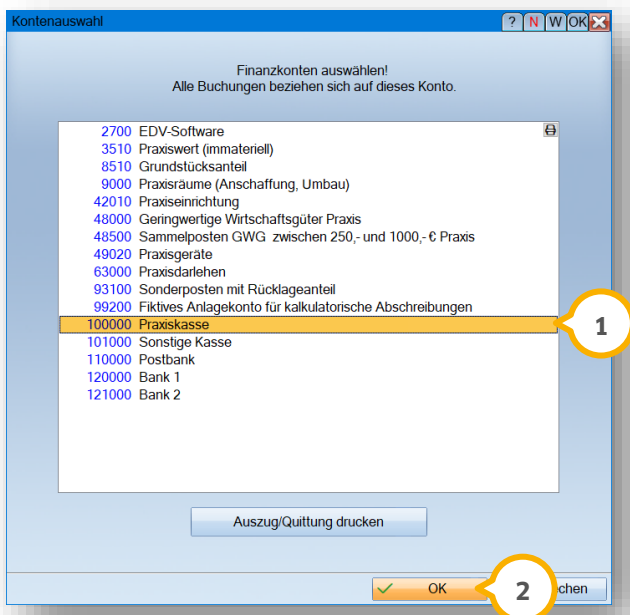 Kontenauswahl ? N W OK
Finanzkonten auswählen!
Alle Buchungen beziehen sich auf dieses Konto.
2700 EDV-Software
3510 Praxiswert (immateriell)
8510 Grundstücksanteil
9000 Praxisräume (Anschaffung, Umbau)
42010 Praxiseinrichtung
48000 Geringwertige Wirtschaftsgüter Praxis
48500 Sammelposten GWG zwischen 250,- und 1000,- € Praxis
49020 Praxisgeräte
63000 Praxisdarlehen
93100 Sonderposten mit Rücklageanteil
99200 Fiktives Anlagekonto für kalkulatorische Abschreibungen
100000 Praxiskasse 1
101000 Sonstige Kasse
110000 Postbank
120000 Bank 1
121000 Bank 2
Auszug/Quittung drucken
OK 2 chen